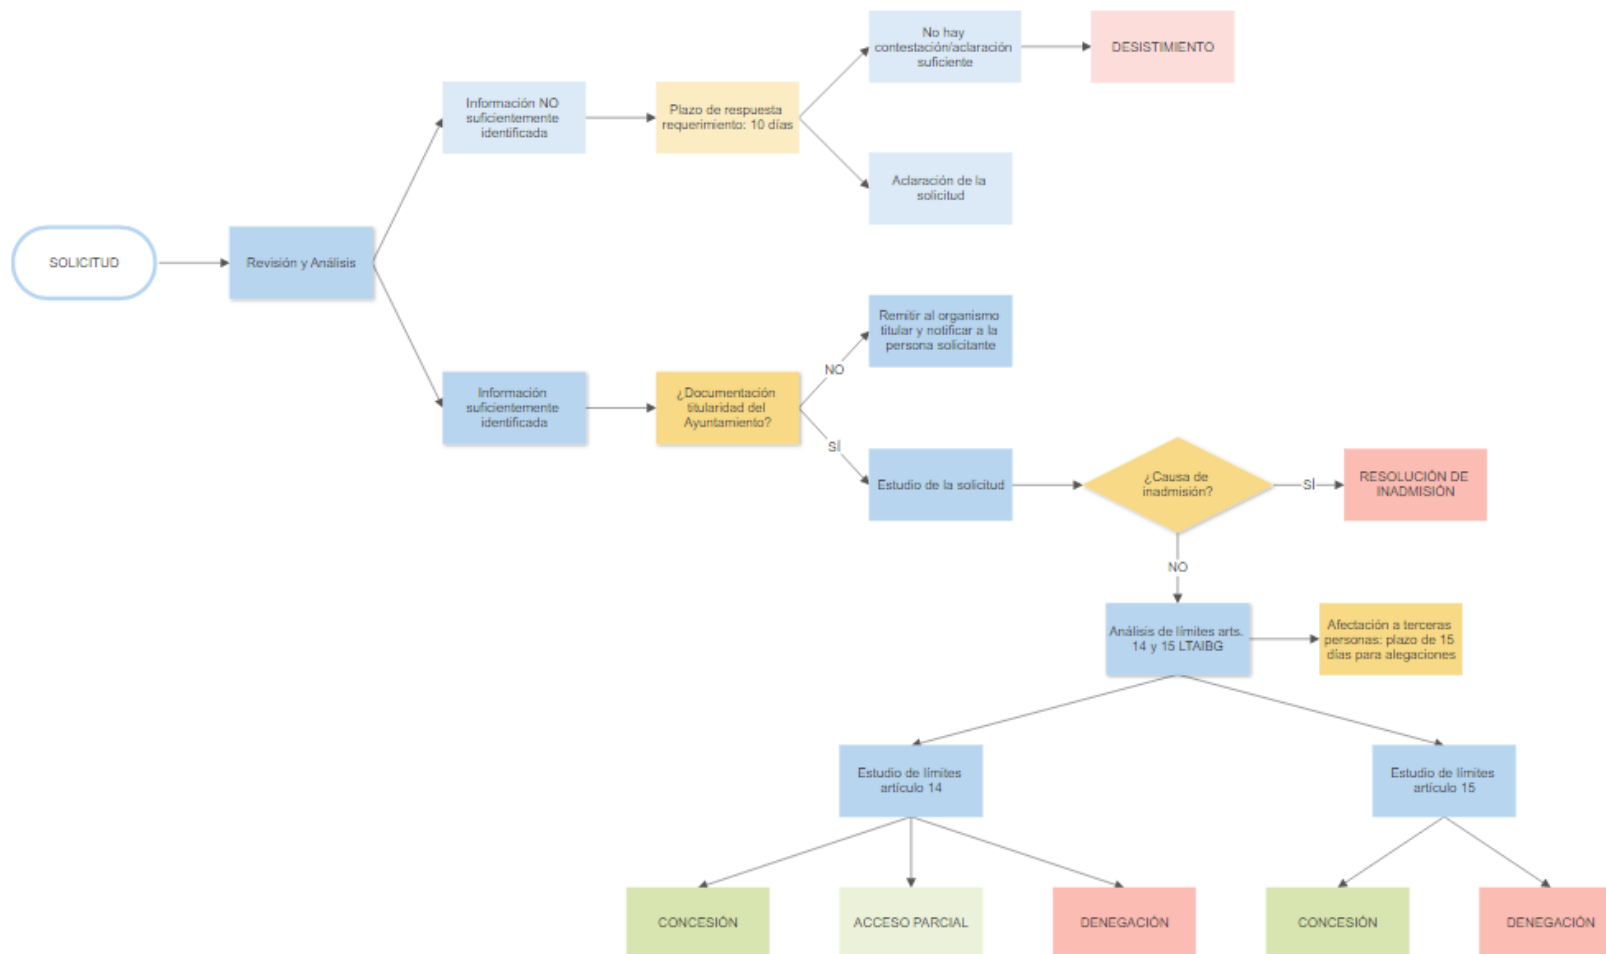 No hay
contestación/aclaración
suficiente
DESISTIMIENTO
Información NO
suficientemente
identificada
Plazo de respuesta
requerimiento: 10 días
Aclaración de la
solicitud
SOLICITUD
Revisión y Análisis
Remitir al organismo
titular y notificar a la
persona solicitante
NO
Información
suficientemente
identificada
¿Documentación
titularidad del
Ayuntamiento?
SÍ
Estudio de la solicitud
¿Causa de
inadmisión?
SÍ
RESOLUCIÓN DE
INADMISIÓN
NO
Análisis de límites arts.
14 y 15 LTAIBG
Afectación a terceras
personas: plazo de 15
días para alegaciones
Estudio de límites
artículo 14
Estudio de límites
artículo 15
CONCESIÓN
ACCESO PARCIAL
DENEGACIÓN
CONCESIÓN
DENEGACIÓN